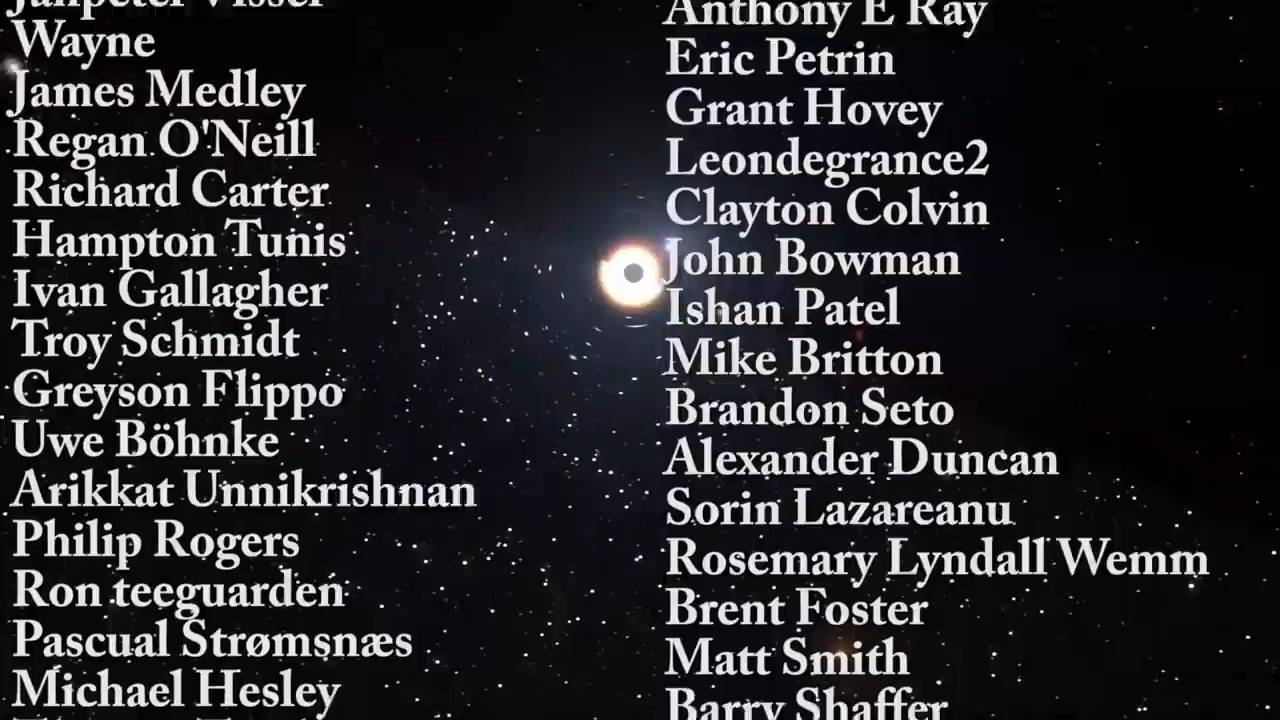 Wayne
James Medley
Regan O'Neill
Richard Carter
Hampton Tunis
Ivan Gallagher
Troy Schmidt
Greyson Flippo
Uwe Böhnke
Arikkat Unnikrishnan
Philip Rogers
Ron teeguarden
Pascual Strømsnæs
Michael Hesley
Anthony E Ray
Eric Petrin
Grant Hovey
Leondegrance2
Clayton Colvin
John Bowman
Ishan Patel
Mike Britton
Brandon Seto
Alexander Duncan
Sorin Lazareanu
Rosemary Lyndall Wemm
Brent Foster
Matt Smith
Barry Shaffer